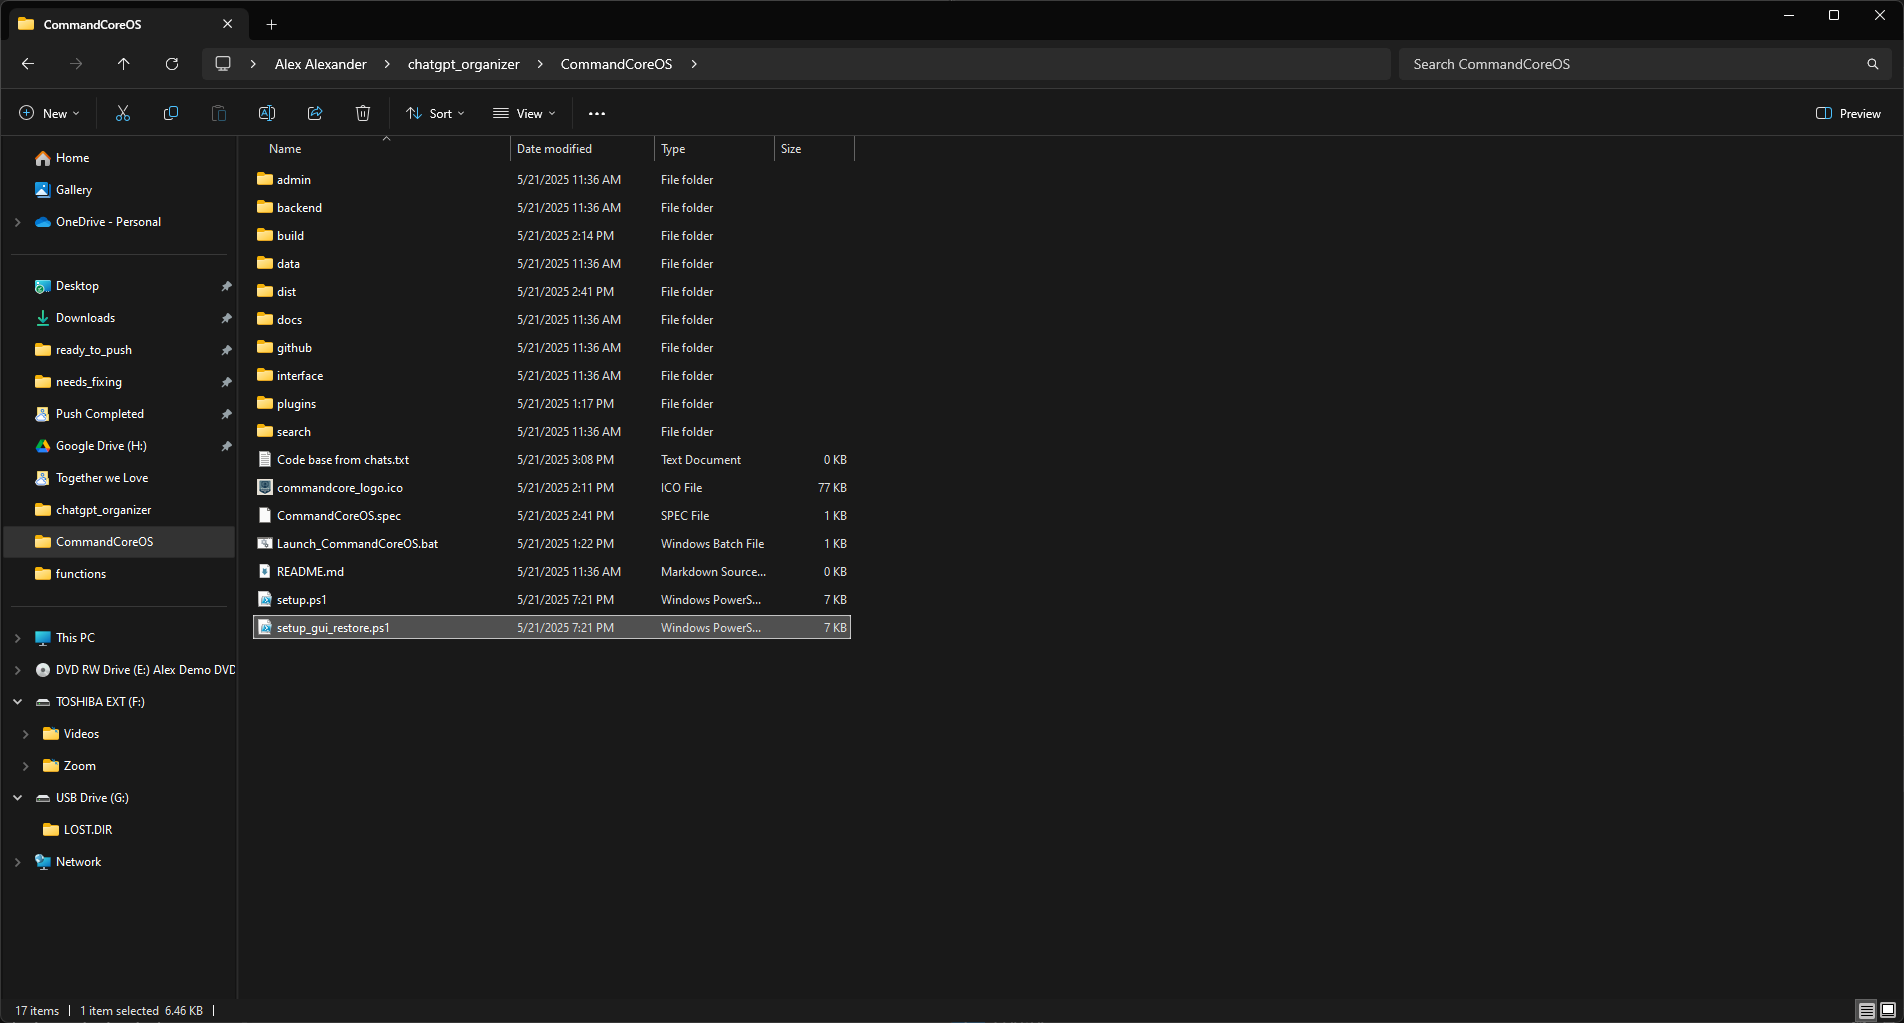 CommandCoreOS
Alex Alexander chatgpt_organizer CommandCoreOS
Search CommandCoreOS
New Sort View Preview
Home
Gallery
OneDrive - Personal
Desktop
Downloads
ready_to_push
needs_fixing
Push Completed
Google Drive (H:)
Together we Love
chatgpt_organizer
CommandCoreOS
functions
This PC
DVD RW Drive (E:) Alex Demo DVD
TOSHIBA EXT (F:)
Videos
Zoom
USB Drive (G:)
LOST.DIR
Network
Name Date modified Type Size
admin 5/21/2025 11:36 AM File folder
backend 5/21/2025 11:36 AM File folder
build 5/21/2025 2:14 PM File folder
data 5/21/2025 11:36 AM File folder
dist 5/21/2025 2:41 PM File folder
docs 5/21/2025 11:36 AM File folder
github 5/21/2025 11:36 AM File folder
interface 5/21/2025 11:36 AM File folder
plugins 5/21/2025 1:17 PM File folder
search 5/21/2025 11:36 AM File folder
Code base from chats.txt 5/21/2025 3:08 PM Text Document 0 KB
commandcore_logo.ico 5/21/2025 2:11 PM ICO File 77 KB
CommandCoreOS.spec 5/21/2025 2:41 PM SPEC File 1 KB
Launch_CommandCoreOS.bat 5/21/2025 1:22 PM Windows Batch File 1 KB
README.md 5/21/2025 11:36 AM Markdown Source... 0 KB
setup.ps1 5/21/2025 7:21 PM Windows PowerS... 7 KB
setup_gui_restore.ps1 5/21/2025 7:21 PM Windows PowerS... 7 KB
17 items 1 item selected 6.46 KB